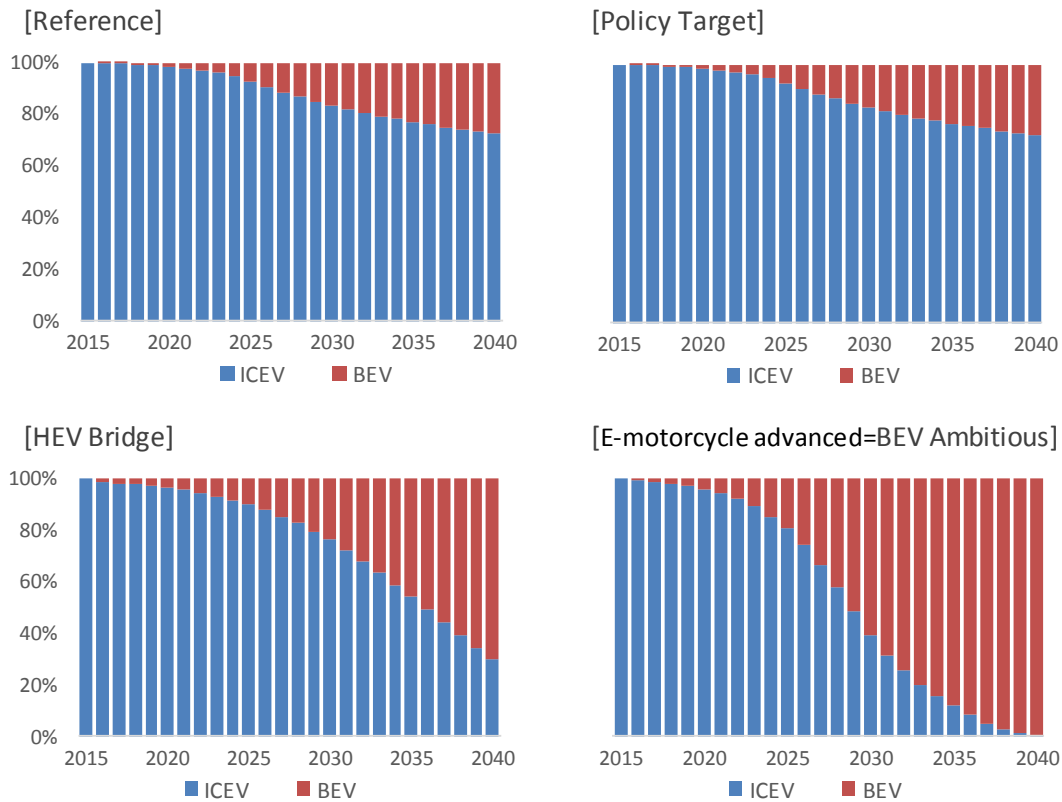 [Reference]
100%
80%
60%
40%
20%
0%
2015 2020 2025 2030 2035 2040
ICEV BEV
[Policy Target]
2015 2020 2025 2030 2035 2040
ICEV BEV
[HEV Bridge]
100%
80%
60%
40%
20%
0%
2015 2020 2025 2030 2035 2040
ICEV BEV
[E-motorcycle advanced=BEV Ambitious]
2015 2020 2025 2030 2035 2040
ICEV BEV